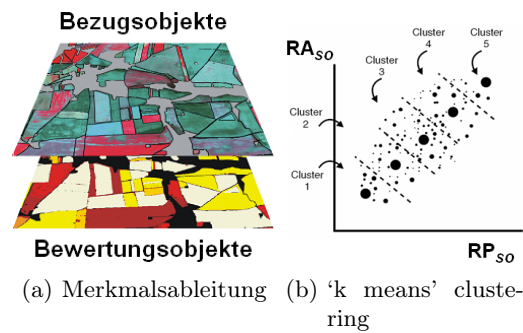 Bezugsobjekte
Bewertungsobjekte
(a) Merkmalsableitung
RA_SO
Cluster
1
Cluster
2
Cluster
3
Cluster
4
Cluster
5
RP_SO
(b) ‘k means’ cluste-
ring